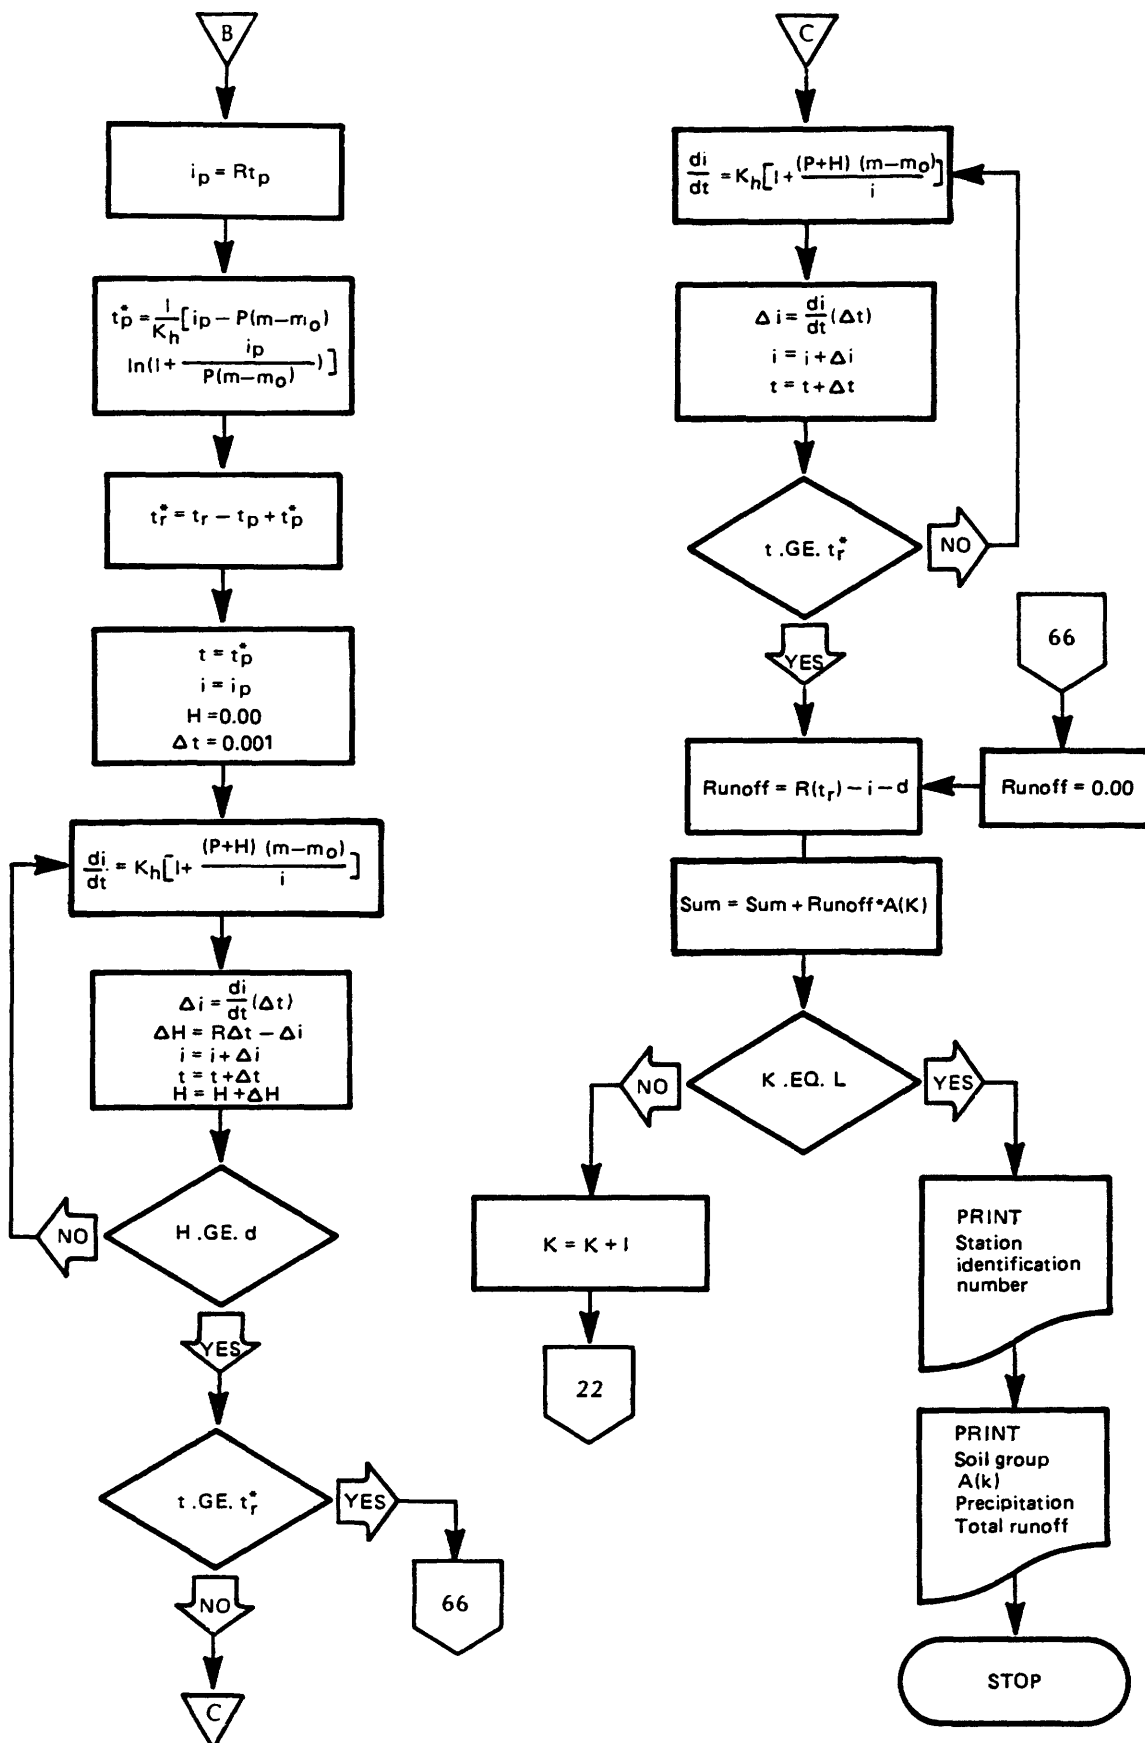 B
i_p = Rt_p
t*_p = 1/K_h [i_p − P(m−m_o)
ln(1 + i_p/P(m−m_o))]
t*_r = t_r − t_p + t*_p
t = t*_p
i = i_p
H = 0.00
Δt = 0.001
di/dt = K_h[1+ (P+H) (m−m_o)/i]
Δi = di/dt (Δt)
ΔH = RΔt − Δi
i = i + Δi
t = t + Δt
H = H + ΔH
NO
H .GE. d
YES
t .GE. t*_r
YES
NO
66
C
C
di/dt = K_h[1+ (P+H) (m−m_o)/i]
Δi = di/dt (Δt)
i = i + Δi
t = t + Δt
t .GE. t*_r
NO
YES
66
Runoff = R(t_r) − i − d
Runoff = 0.00
Sum = Sum + Runoff*A(K)
NO
K .EQ. L
YES
K = K + 1
22
PRINT
Station
identification
number
PRINT
Soil group
A(k)
Precipitation
Total runoff
STOP